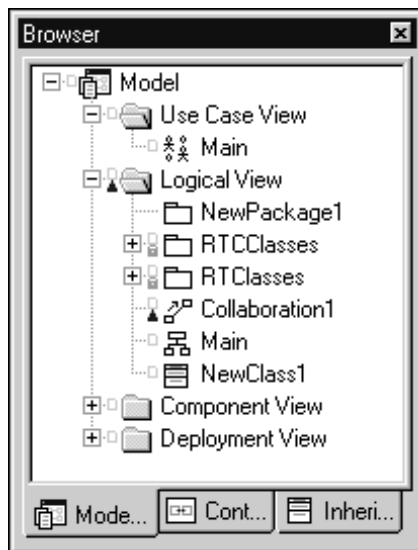 Browser
Model
Use Case View
Main
Logical View
NewPackage1
RTCClasses
RTClasses
Collaboration1
Main
NewClass1
Component View
Deployment View
Mode... Cont... Inheri...